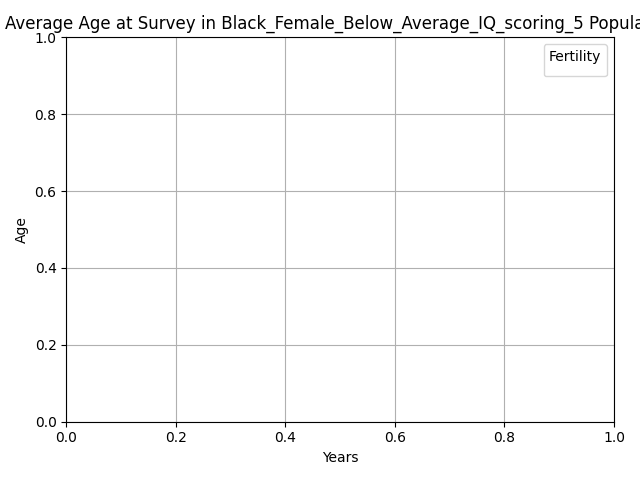 Average Age at Survey in Black_Female_Below_Average_IQ_scoring_5 Popula
Fertility
1.0
0.8
0.6
0.4
0.2
0.0
Age
0.0 0.2 0.4 0.6 0.8 1.0
Years